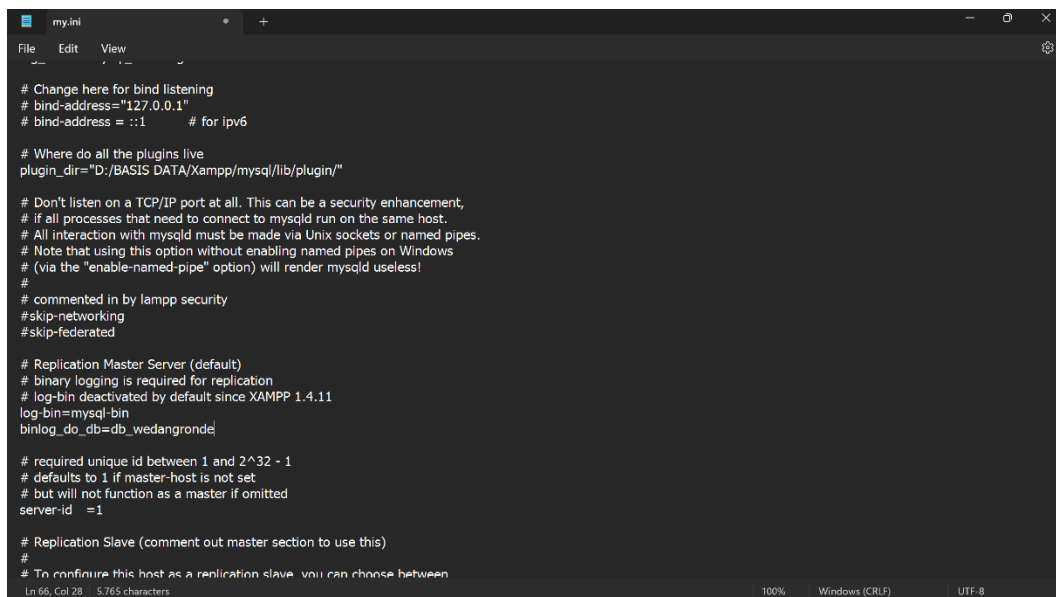 my.ini
File Edit View
# Change here for bind listening
# bind-address="127.0.0.1"
# bind-address = ::1 # for ipv6
# Where do all the plugins live
plugin_dir="D:/BASIS DATA/Xampp/mysql/lib/plugin/"
# Don't listen on a TCP/IP port at all. This can be a security enhancement,
# if all processes that need to connect to mysqld run on the same host.
# All interaction with mysqld must be made via Unix sockets or named pipes.
# Note that using this option without enabling named pipes on Windows
# (via the "enable-named-pipe" option) will render mysqld useless!
#
# commented in by lampp security
#skip-networking
#skip-federated
# Replication Master Server (default)
# binary logging is required for replication
# log-bin deactivated by default since XAMPP 1.4.11
log-bin=mysql-bin
binlog_do_db=db_wedangronde
# required unique id between 1 and 2^32 - 1
# defaults to 1 if master-host is not set
# but will not function as a master if omitted
server-id =1
# Replication Slave (comment out master section to use this)
#
# To configure this host as a replication slave, you can choose between
Ln 66, Col 28 5.765 characters 100% Windows (CRLF) UTF-8